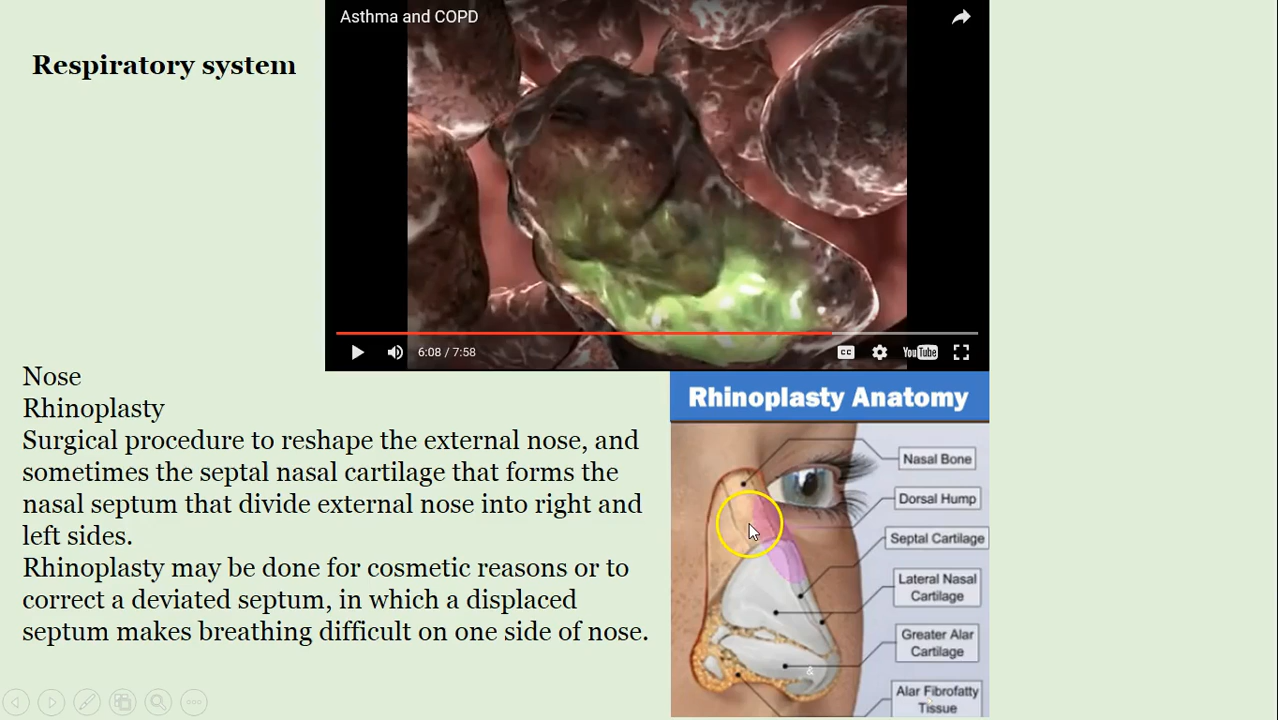 Asthma and COPD
Respiratory system
6:08 / 7:58
CC
YouTube
Nose
Rhinoplasty
Surgical procedure to reshape the external nose, and
sometimes the septal nasal cartilage that forms the
nasal septum that divide external nose into right and
left sides.
Rhinoplasty may be done for cosmetic reasons or to
correct a deviated septum, in which a displaced
septum makes breathing difficult on one side of nose.
Rhinoplasty Anatomy
Nasal Bone
Dorsal Hump
Septal Cartilage
Lateral Nasal
Cartilage
Greater Alar
Cartilage
&
Alar Fibrofatty
Tissue